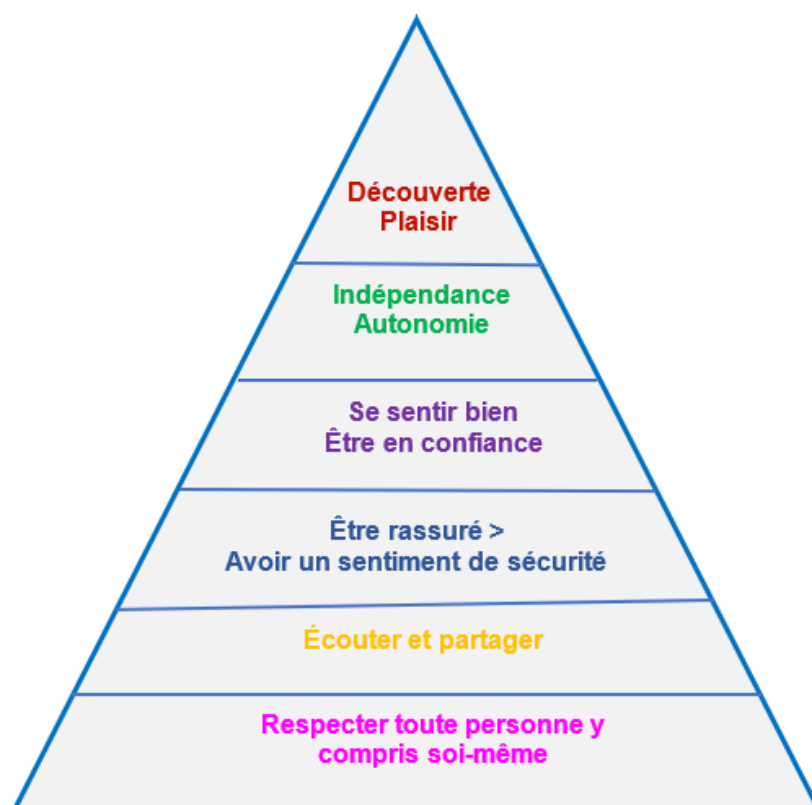 Découverte
Plaisir
Indépendance
Autonomie
Se sentir bien
Être en confiance
Être rassuré >
Avoir un sentiment de sécurité
Écouter et partager
Respecter toute personne y
compris soi-même